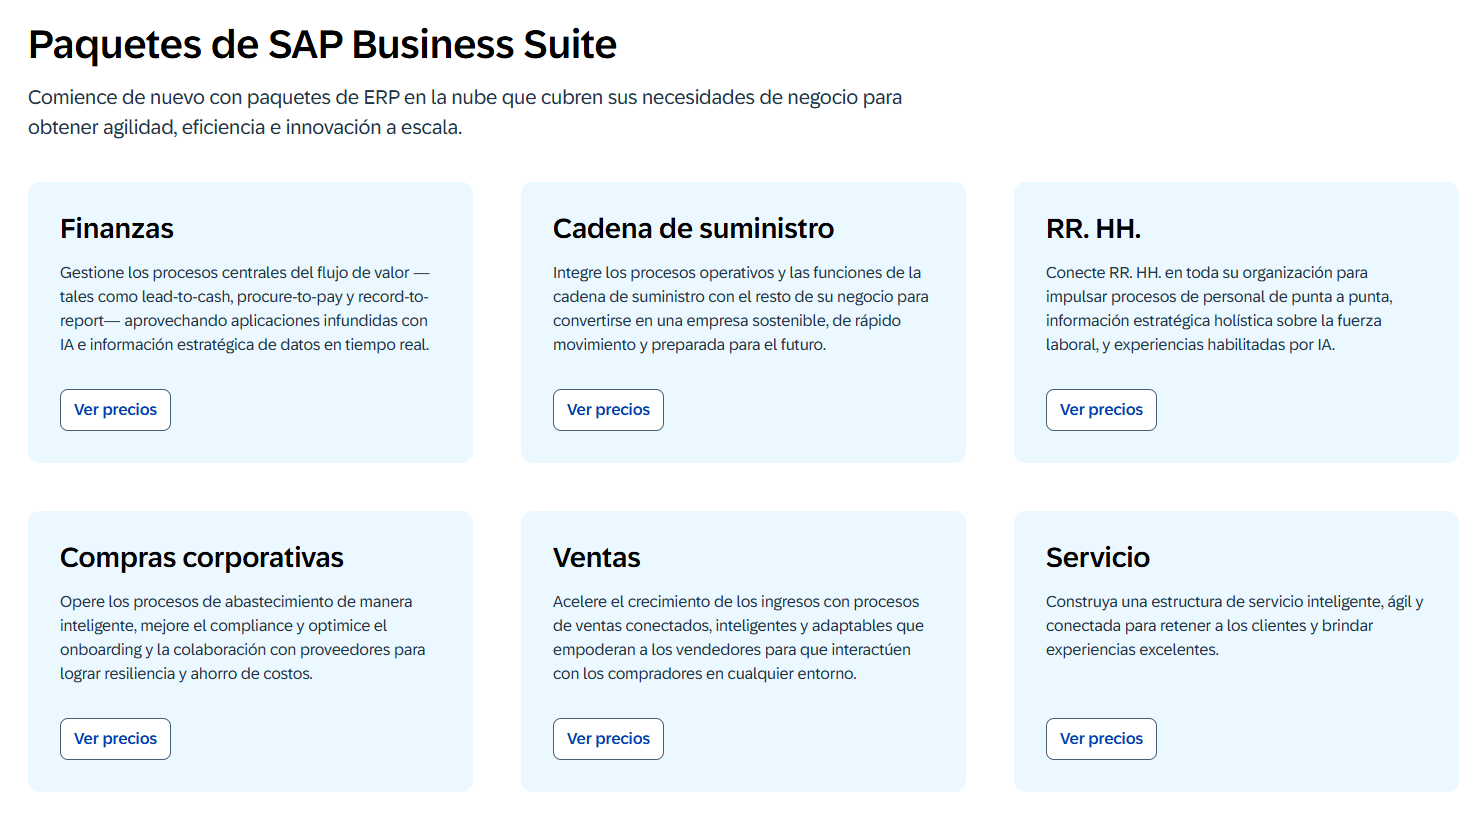 Paquetes de SAP Business Suite
Comience de nuevo con paquetes de ERP en la nube que cubren sus necesidades de negocio para
obtener agilidad, eficiencia e innovación a escala.
Finanzas
Gestione los procesos centrales del flujo de valor —
tales como lead-to-cash, procure-to-pay y record-to-
report— aprovechando aplicaciones infundidas con
IA e información estratégica de datos en tiempo real.
Ver precios
Cadena de suministro
Integre los procesos operativos y las funciones de la
cadena de suministro con el resto de su negocio para
convertirse en una empresa sostenible, de rápido
movimiento y preparada para el futuro.
Ver precios
RR. HH.
Conecte RR. HH. en toda su organización para
impulsar procesos de personal de punta a punta,
información estratégica holística sobre la fuerza
laboral, y experiencias habilitadas por IA.
Ver precios
Compras corporativas
Opere los procesos de abastecimiento de manera
inteligente, mejore el compliance y optimice el
onboarding y la colaboración con proveedores para
lograr resiliencia y ahorro de costos.
Ver precios
Ventas
Acelere el crecimiento de los ingresos con procesos
de ventas conectados, inteligentes y adaptables que
empoderan a los vendedores para que interactúen
con los compradores en cualquier entorno.
Ver precios
Servicio
Construya una estructura de servicio inteligente, ágil y
conectada para retener a los clientes y brindar
experiencias excelentes.
Ver precios